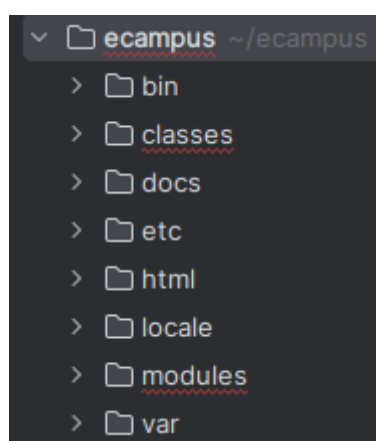 ecampus ~/ecampus
bin
classes
docs
etc
html
locale
modules
var